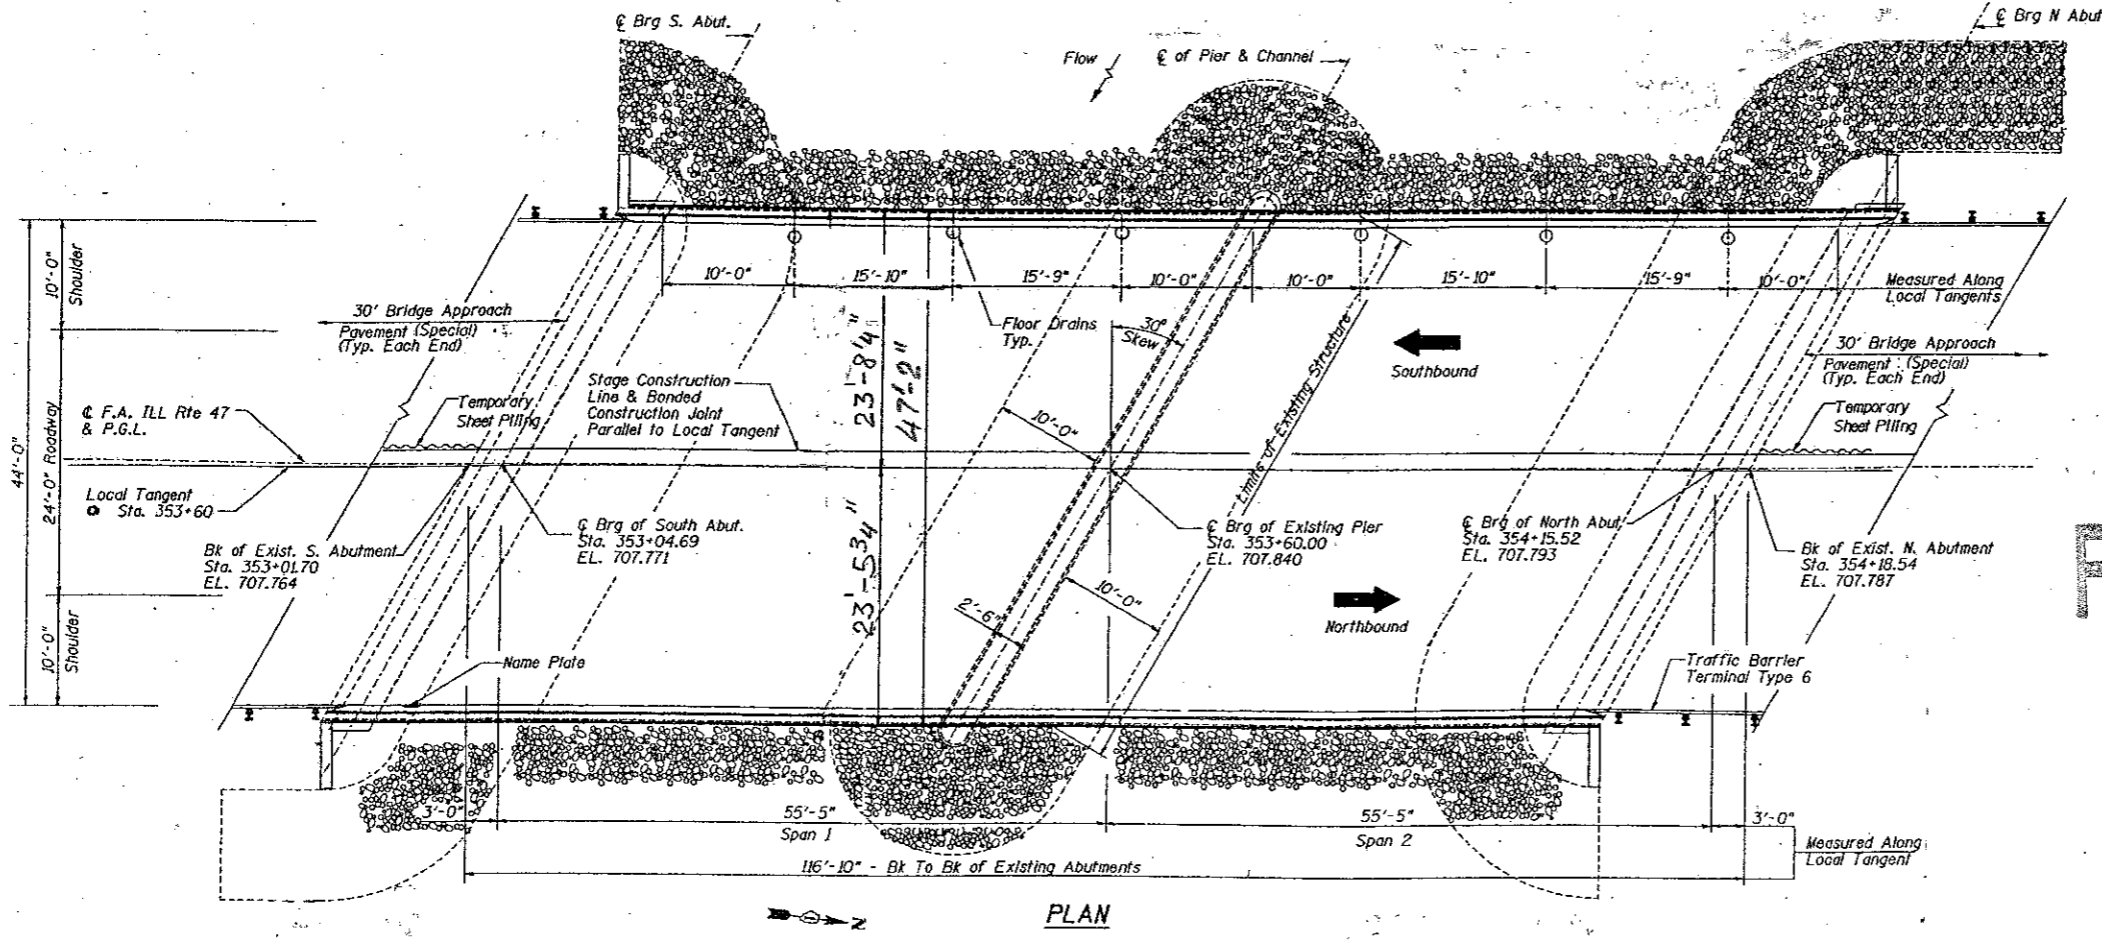 ℄ Brg S. Abut.
Flow
℄ of Pier & Channel
℄ Brg N Abut
10'-0"
Shoulder
44'-0"
24'-0" Roadway
10'-0"
Shoulder
30' Bridge Approach
Pavement (Special)
(Typ. Each End)
10'-0"
15'-10"
15'-9"
10'-0"
10'-0"
15'-10"
15'-9"
10'-0"
Measured Along
Local Tangents
Floor Drains
Typ.
30°
Skew
Southbound
30' Bridge Approach
Pavement (Special)
(Typ. Each End)
Stage Construction
Line & Bonded
Construction Joint
Parallel to Local Tangent
23'-8¼"
47'-2"
Limits of Existing Structure
Temporary
Sheet Piling
Temporary
Sheet Piling
℄ F.A. ILL Rte 47
& P.G.L.
10'-0"
Local Tangent
@ Sta. 353+60
Bk of Exist. S. Abutment
Sta. 353+01.70
EL. 707.764
℄ Brg of South Abut.
Sta. 353+04.69
EL. 707.771
23'-5¾"
℄ Brg of Existing Pier
Sta. 353+60.00
EL. 707.840
℄ Brg of North Abut
Sta. 354+15.52
EL. 707.793
Bk of Exist. N. Abutment
Sta. 354+18.54
EL. 707.787
2'-6"
10'-0"
Northbound
Name Plate
Traffic Barrier
Terminal Type 6
3'-0"
55'-5"
Span 1
55'-5"
Span 2
3'-0"
Measured Along
Local Tangent
116'-10" - Bk To Bk of Existing Abutments
N
PLAN